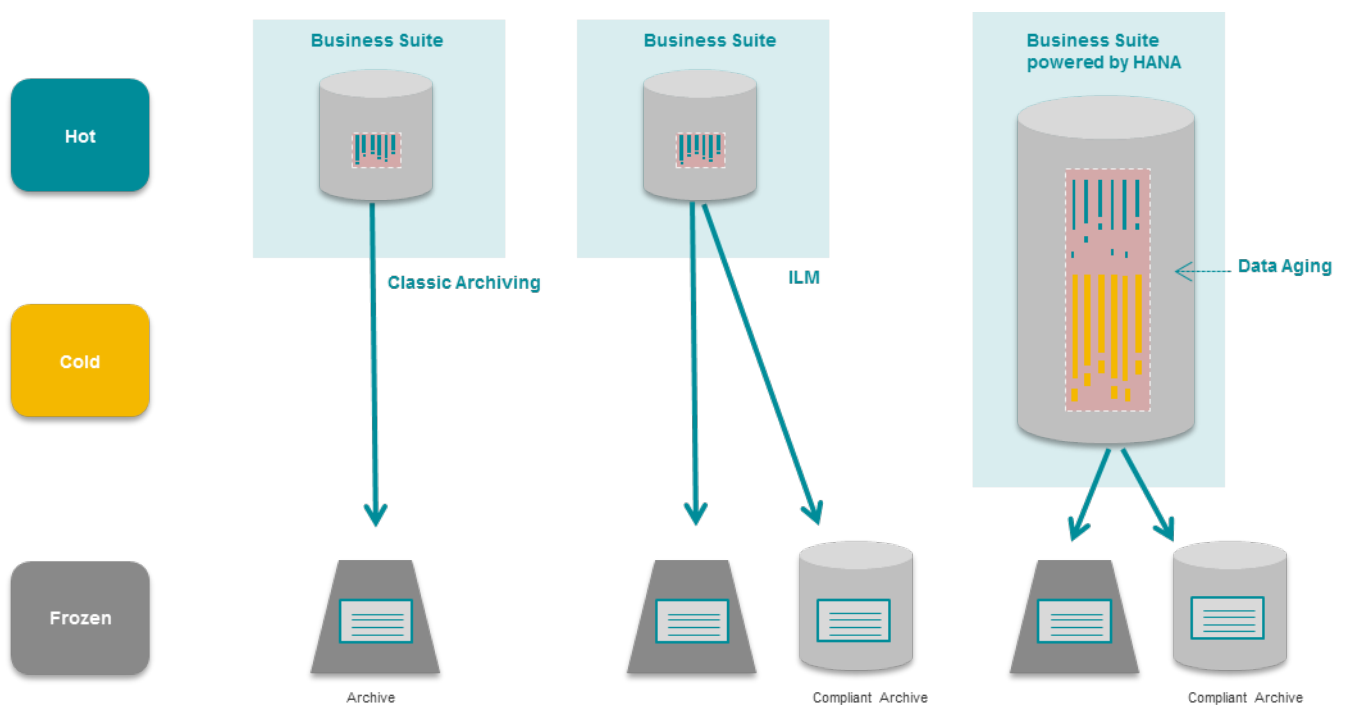 Business Suite
Business Suite
Business Suite
powered by HANA
Hot
Data Aging
Classic Archiving
ILM
Cold
Frozen
Archive
Compliant Archive
Compliant Archive